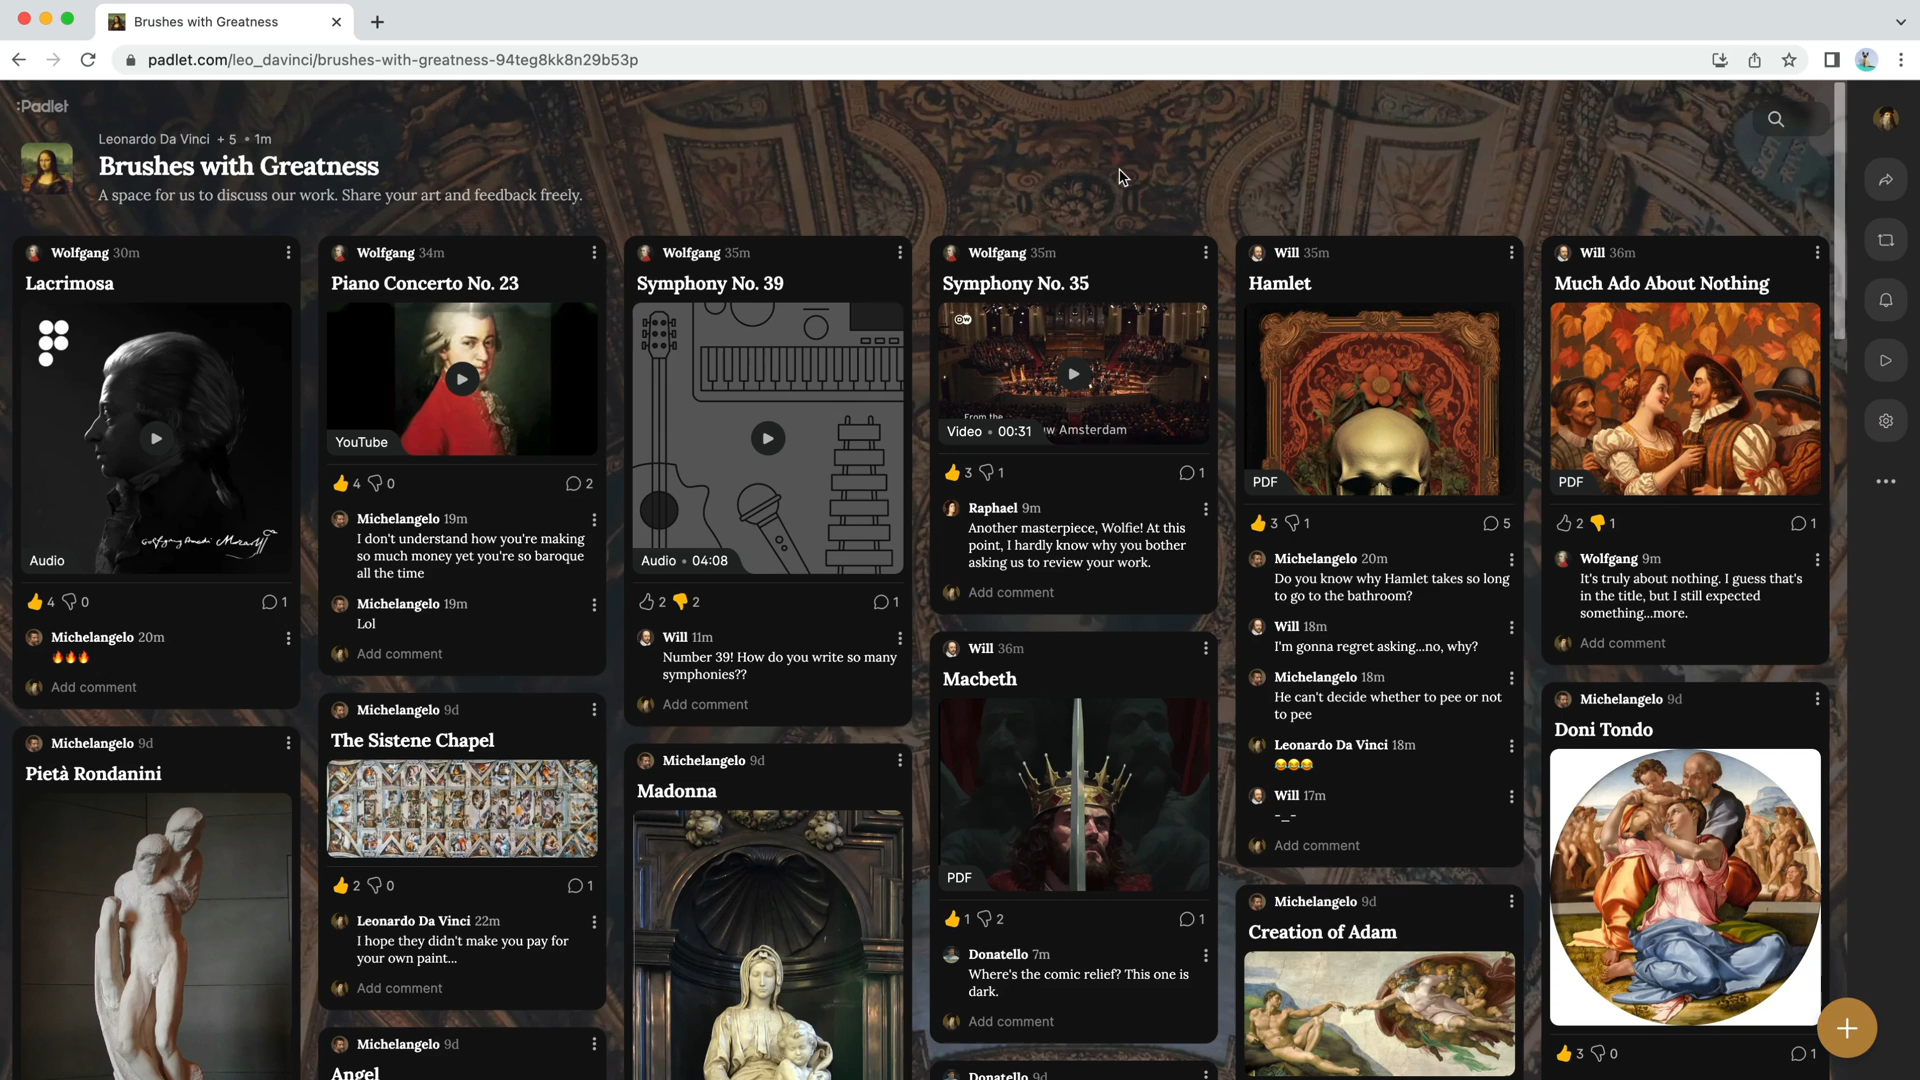 Brushes with Greatness
padlet.com/leo_davinci/brushes-with-greatness-94teg8kk8n29b53p
:Padlet
Leonardo Da Vinci + 5 • 1m
Brushes with Greatness
A space for us to discuss our work. Share your art and feedback freely.
Wolfgang 30m
Lacrimosa
Audio
4 0 1
Michelangelo 20m
🔥🔥🔥
Add comment
Michelangelo 9d
Pietà Rondanini
Wolfgang 34m
Piano Concerto No. 23
YouTube
4 0 2
Michelangelo 19m
I don't understand how you're making
so much money yet you're so baroque
all the time
Michelangelo 19m
Lol
Add comment
Michelangelo 9d
The Sistene Chapel
2 0 1
Leonardo Da Vinci 22m
I hope they didn't make you pay for
your own paint...
Add comment
Michelangelo 9d
Angel
Wolfgang 35m
Symphony No. 39
Audio • 04:08
2 2 1
Will 11m
Number 39! How do you write so many
symphonies??
Add comment
Michelangelo 9d
Madonna
Wolfgang 35m
Symphony No. 35
From the
Video • 00:31
w Amsterdam
3 1 1
Raphael 9m
Another masterpiece, Wolfie! At this
point, I hardly know why you bother
asking us to review your work.
Add comment
Will 36m
Macbeth
PDF
1 2 1
Donatello 7m
Where's the comic relief? This one is
dark.
Add comment
Donatello 9d
Will 35m
Hamlet
PDF
3 1 5
Michelangelo 20m
Do you know why Hamlet takes so long
to go to the bathroom?
Will 18m
I'm gonna regret asking...no, why?
Michelangelo 18m
He can't decide whether to pee or not
to pee
Leonardo Da Vinci 18m
😂😂😂
Will 17m
-_-
Add comment
Michelangelo 9d
Creation of Adam
Will 36m
Much Ado About Nothing
PDF
2 1 1
Wolfgang 9m
It's truly about nothing. I guess that's
in the title, but I still expected
something...more.
Add comment
Michelangelo 9d
Doni Tondo
3 0 1